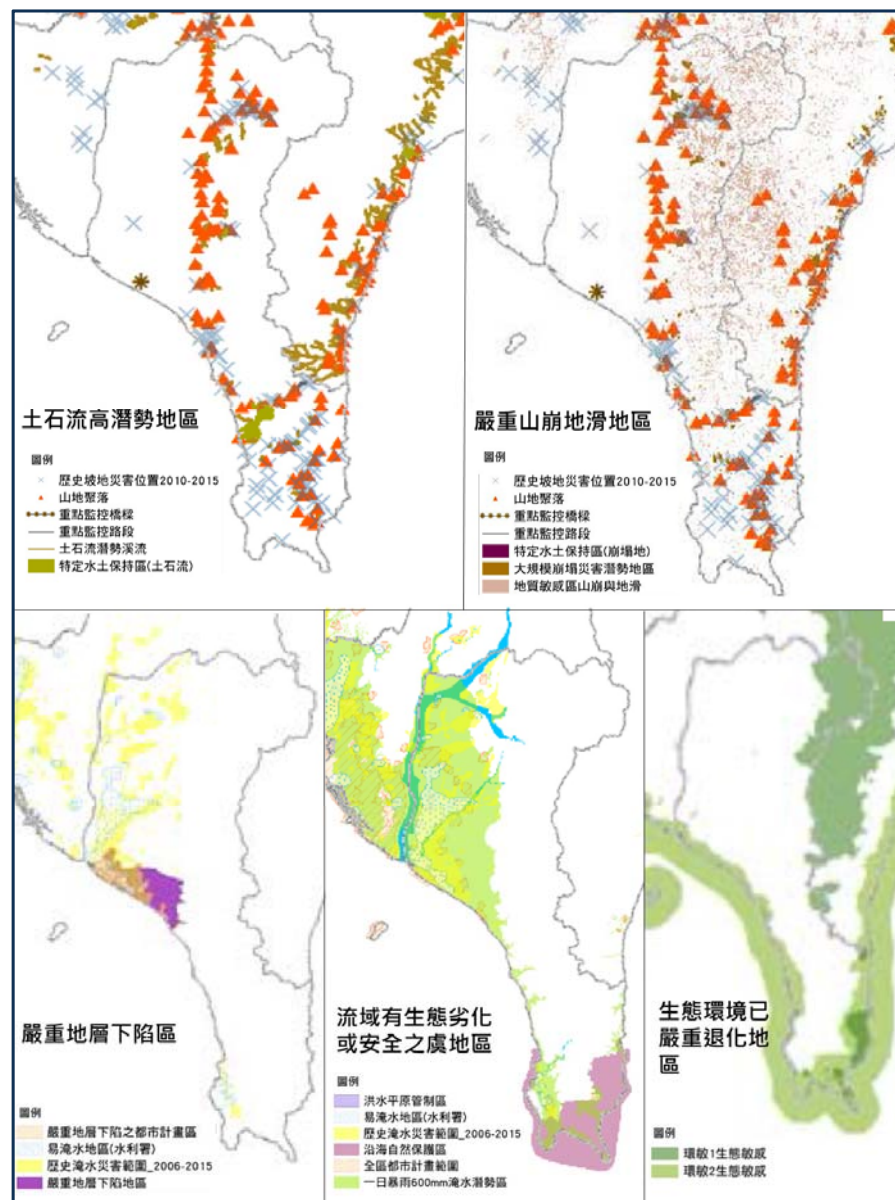 土石流高潛勢地區
圖例
歷史坡地災害位置2010-2015
山地聚落
重點監控橋樑
重點監控路段
土石流潛勢溪流
特定水土保持區(土石流)
嚴重山崩地滑地區
圖例
歷史坡地災害位置2010-2015
山地聚落
重點監控橋樑
重點監控路段
特定水土保持區(崩塌地)
大規模崩塌災害潛勢地區
地質敏感區山崩與地滑
嚴重地層下陷區
圖例
嚴重地層下陷之都市計畫區
易淹水地區(水利署)
歷史淹水災害範圍_2006-2015
嚴重地層下陷地區
流域有生態劣化
或安全之虞地區
圖例
洪水平原管制區
易淹水地區(水利署)
歷史淹水災害範圍_2006-2015
沿海自然保護區
全區都市計畫範圍
一日暴雨600mm淹水潛勢區
生態環境已
嚴重退化地
區
圖例
環敏1生態敏感
環敏2生態敏感